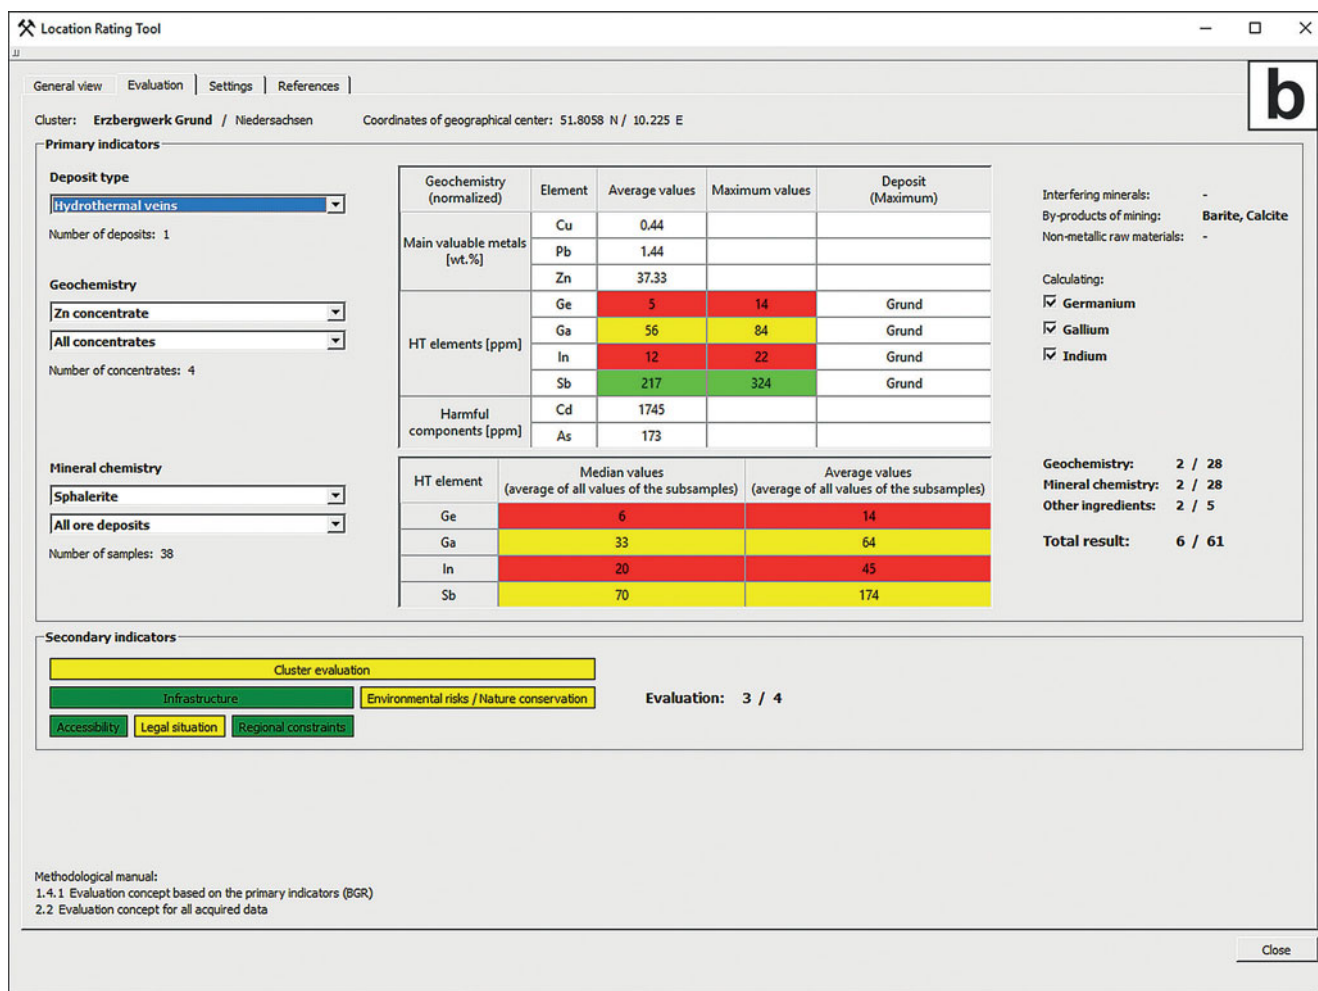 Location Rating Tool
b
General view Evaluation Settings References
Cluster: Erzbergwerk Grund / Niedersachsen Coordinates of geographical center: 51.8058 N / 10.225 E
Primary indicators
Deposit type
Hydrothermal veins
Number of deposits: 1
Geochemistry
Zn concentrate
All concentrates
Number of concentrates: 4
Mineral chemistry
Sphalerite
All ore deposits
Number of samples: 38
Geochemistry (normalized) Element Average values Maximum values Deposit (Maximum)
Main valuable metals [wt.%]
Cu 0.44
Pb 1.44
Zn 37.33
HT elements [ppm]
Ge 5 14 Grund
Ga 56 84 Grund
In 12 22 Grund
Sb 217 324 Grund
Harmful components [ppm]
Cd 1745
As 173
HT element Median values (average of all values of the subsamples) Average values (average of all values of the subsamples)
Ge 6 14
Ga 33 64
In 20 45
Sb 70 174
Interfering minerals: -
By-products of mining: Barite, Calcite
Non-metallic raw materials: -
Calculating:
Germanium
Gallium
Indium
Geochemistry: 2 / 28
Mineral chemistry: 2 / 28
Other ingredients: 2 / 5
Total result: 6 / 61
Secondary indicators
Cluster evaluation
Infrastructure Environmental risks / Nature conservation Evaluation: 3 / 4
Accessibility Legal situation Regional constraints
Methodological manual:
1.4.1 Evaluation concept based on the primary indicators (BGR)
2.2 Evaluation concept for all acquired data
Close